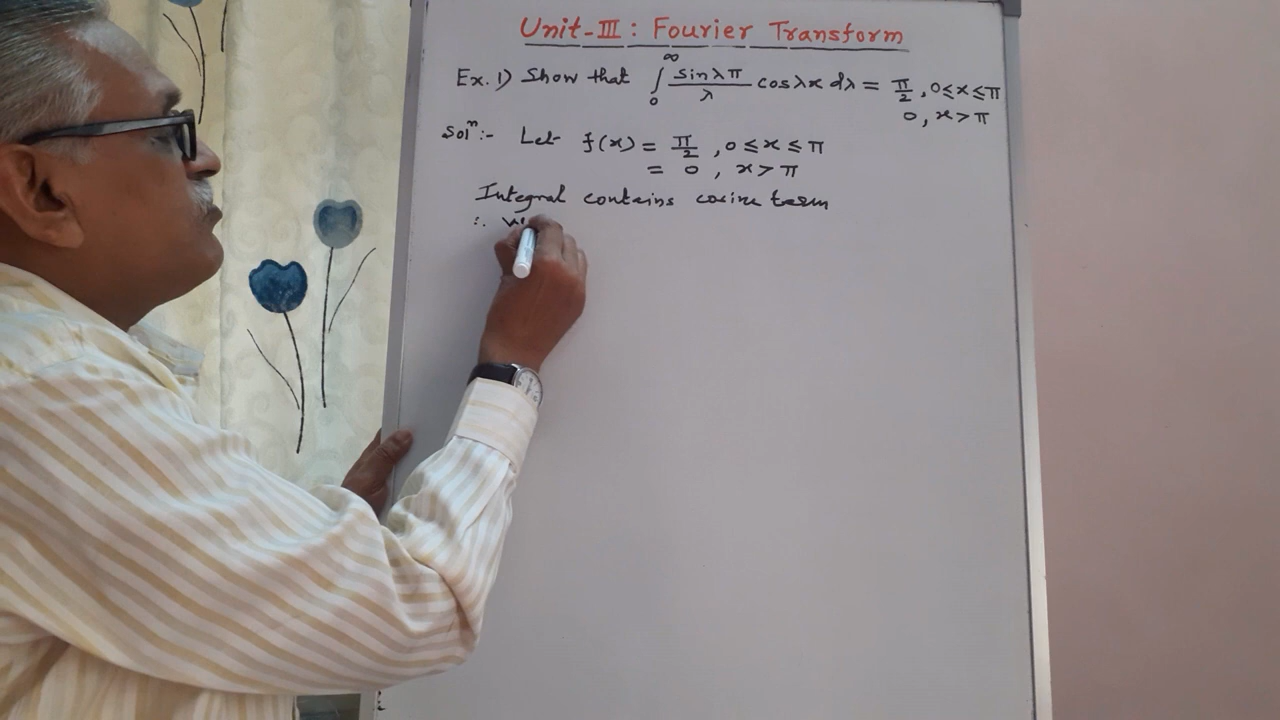 Unit-III : Fourier Transform
Ex. 1) Show that ∫₀^∞ sinλπ/λ cosλx dλ = π/2 , 0≤x≤π
0 , x>π
Solⁿ:- Let f(x) = π/2 , 0≤x≤π
= 0 , x>π
Integral contains cosine term
∴